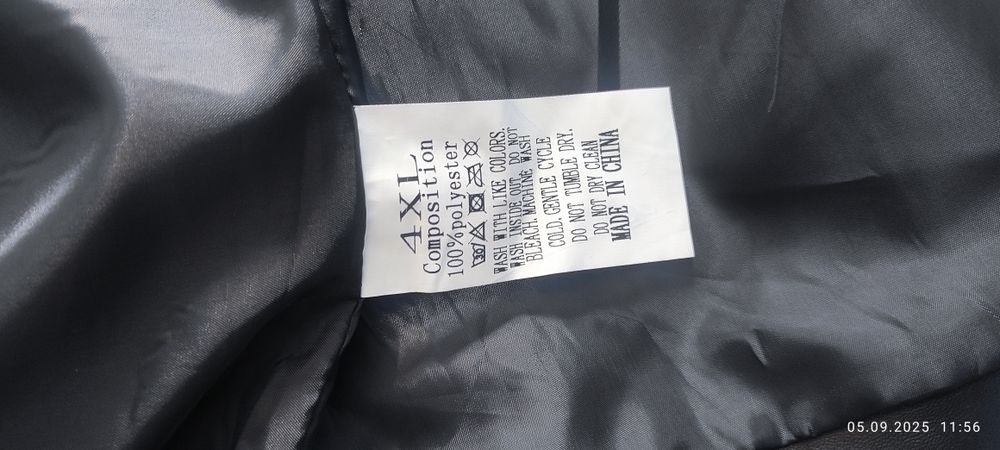 4XL
Composition
100%polyester
30
WASH WITH LIKE COLORS.
WASH INSIDE OUT. DO NOT
BLEACH. MACHINE WASH
COLD. GENTLE CYCLE
DO NOT TUMBLE DRY.
DO NOT DRY CLEAN
MADE IN CHINA
05.09.2025 11:56